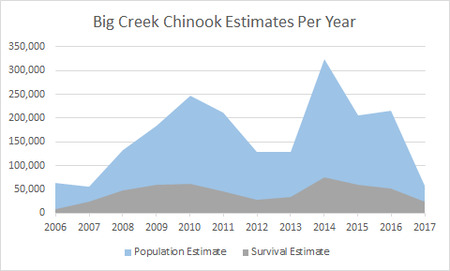 Big Creek Chinook Estimates Per Year
350,000
300,000
250,000
200,000
150,000
100,000
50,000
0
2006 2007 2008 2009 2010 2011 2012 2013 2014 2015 2016 2017
Population Estimate Survival Estimate